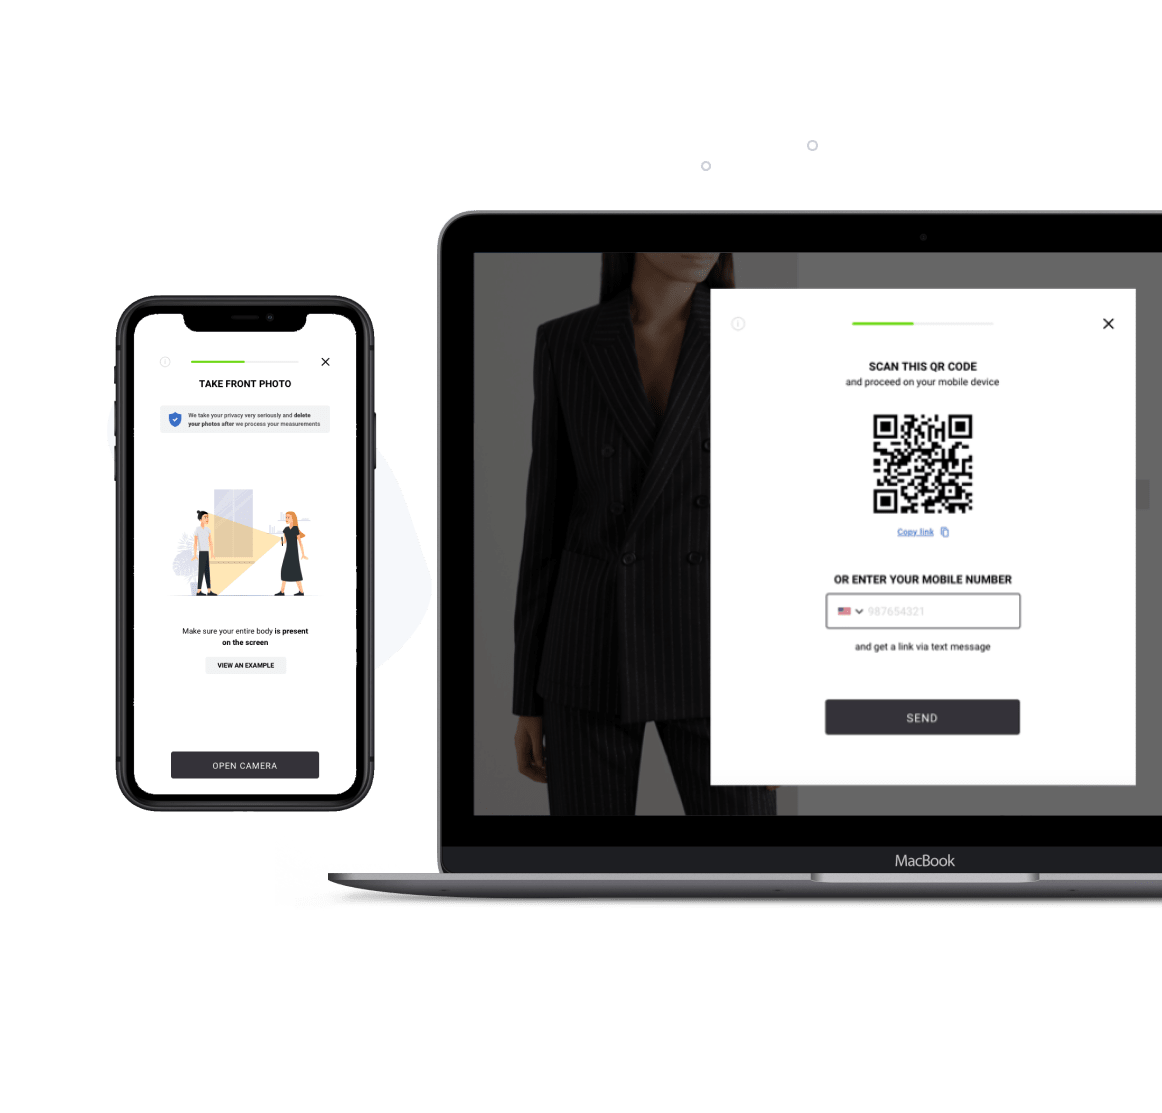 TAKE FRONT PHOTO
We take your privacy very seriously and delete
your photos after we process your measurements
Make sure your entire body is present
on the screen
VIEW AN EXAMPLE
OPEN CAMERA
SCAN THIS QR CODE
and proceed on your mobile device
Copy link
OR ENTER YOUR MOBILE NUMBER
987654321
and get a link via text message
SEND
MacBook